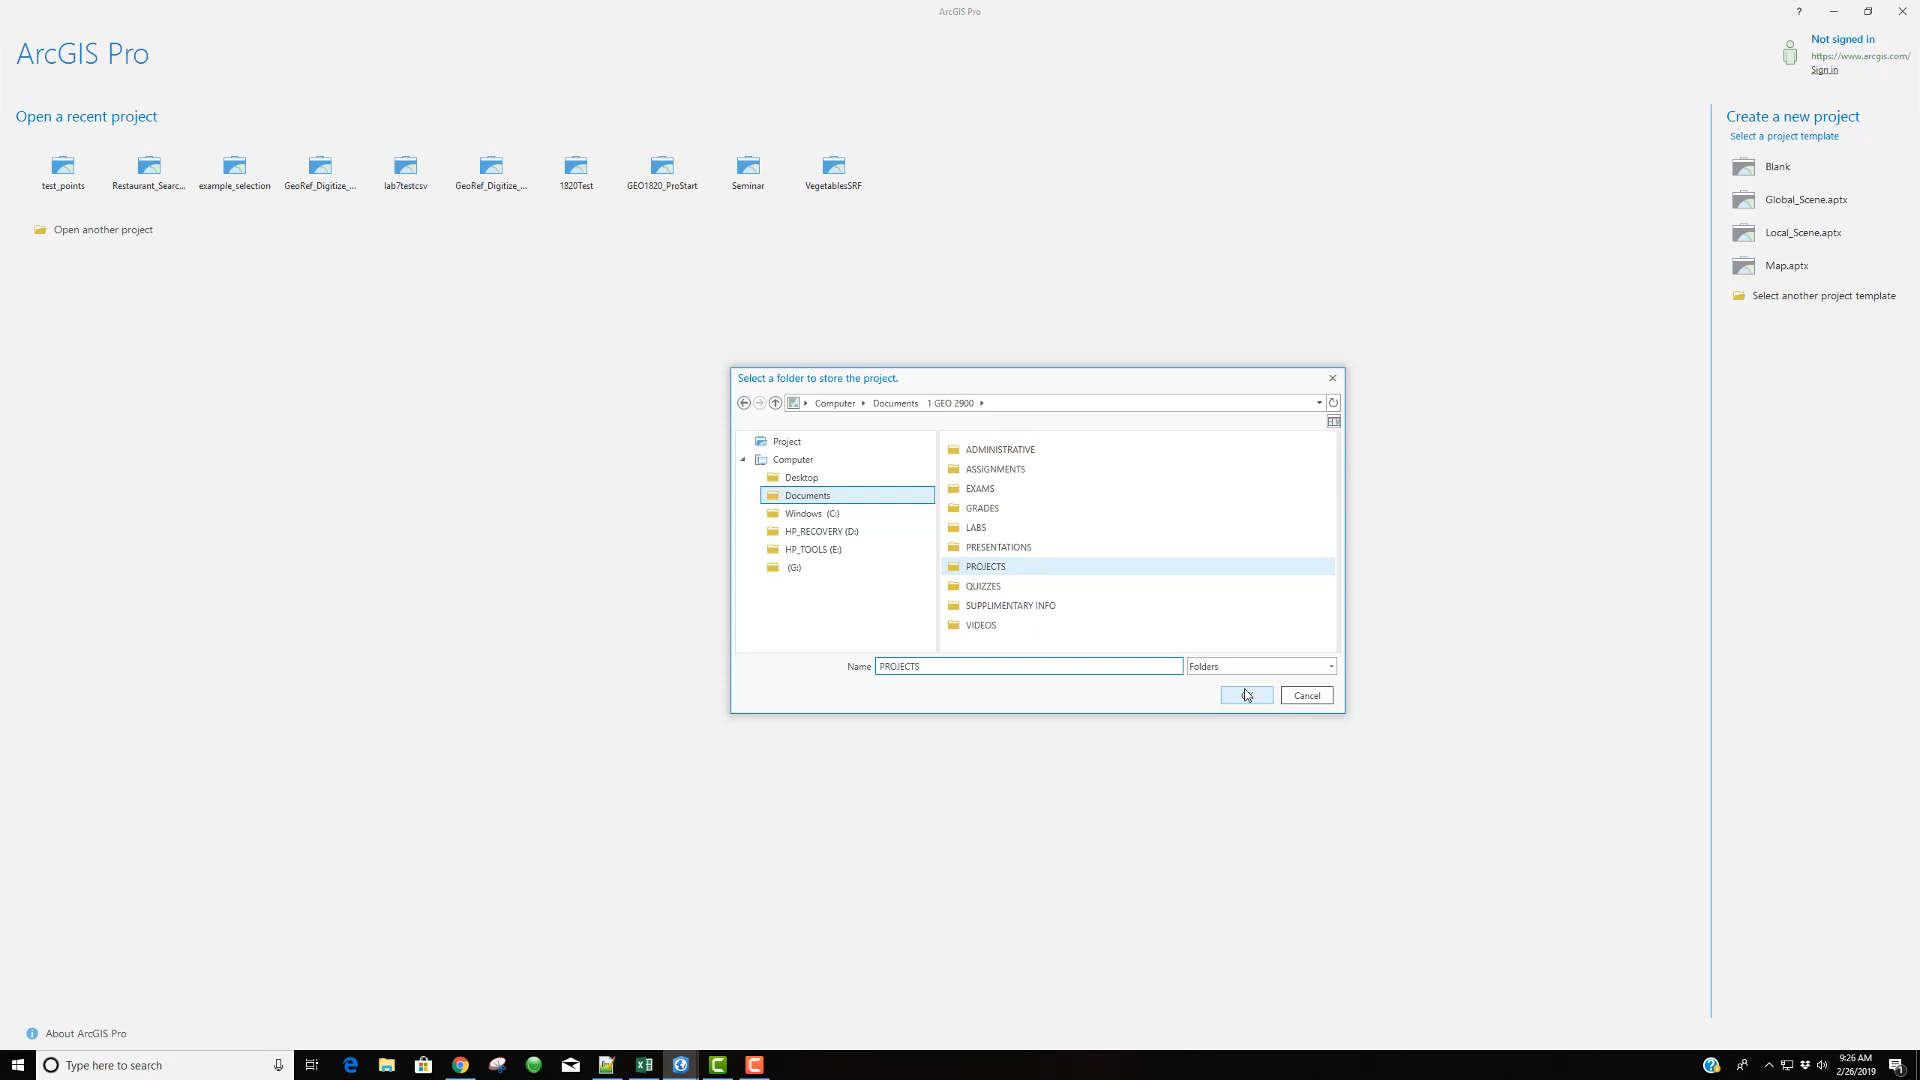 ArcGIS Pro
?
ArcGIS Pro
Not signed in
https://www.arcgis.com/
Sign in
Open a recent project
test_points
Restaurant_Searc...
example_selection
GeoRef_Digitize_...
lab7testcsv
GeoRef_Digitize_...
1820Test
GEO1820_ProStart
Seminar
VegetablesSRF
Open another project
Create a new project
Select a project template
Blank
Global_Scene.aptx
Local_Scene.aptx
Map.aptx
Select another project template
Select a folder to store the project.
Computer Documents 1 GEO 2900
Project
Computer
Desktop
Documents
Windows (C:)
HP_RECOVERY (D:)
HP_TOOLS (E:)
(G:)
ADMINISTRATIVE
ASSIGNMENTS
EXAMS
GRADES
LABS
PRESENTATIONS
PROJECTS
QUIZZES
SUPPLIMENTARY INFO
VIDEOS
Name PROJECTS Folders
Cancel
About ArcGIS Pro
Type here to search
9:26 AM
2/26/2019